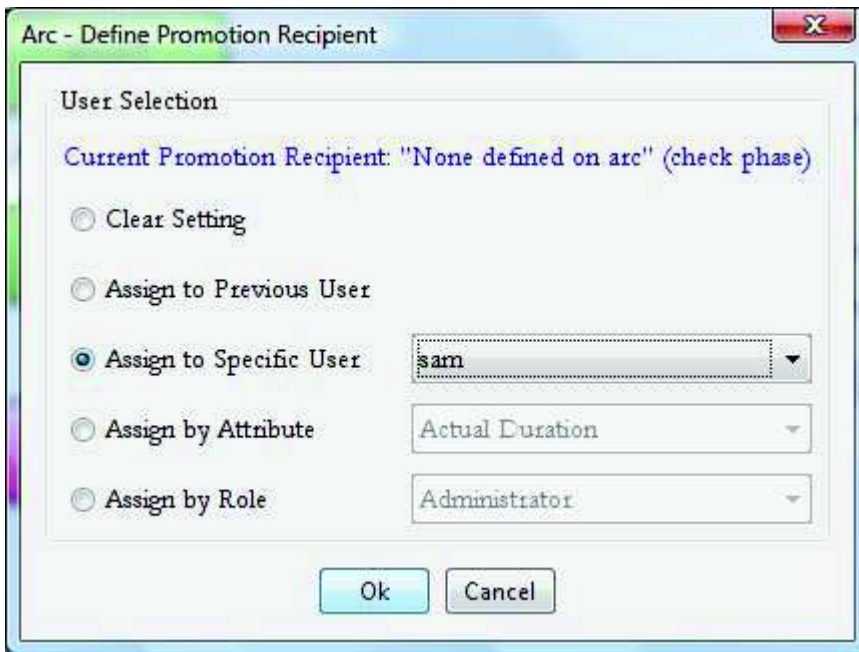 Arc - Define Promotion Recipient
User Selection
Current Promotion Recipient: "None defined on arc" (check phase)
Clear Setting
Assign to Previous User
Assign to Specific User sam
Assign by Attribute Actual Duration
Assign by Role Administrator
Ok Cancel